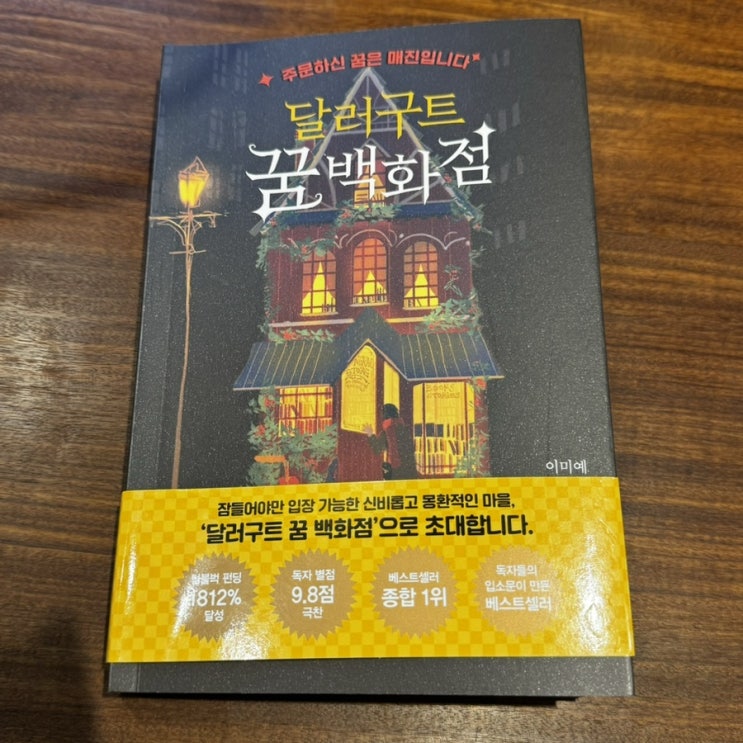 주문하신 꿈은 매진입니다
달러구트
꿈 백화점
이미예
잠들어야만 입장 가능한 신비롭고 몽환적인 마을,
‘달러구트 꿈 백화점’으로 초대합니다.
펀딩
1812%
달성
독자 별점
9.8점
극찬
베스트셀러
종합 1위
독자들의
입소문이 만든
베스트셀러